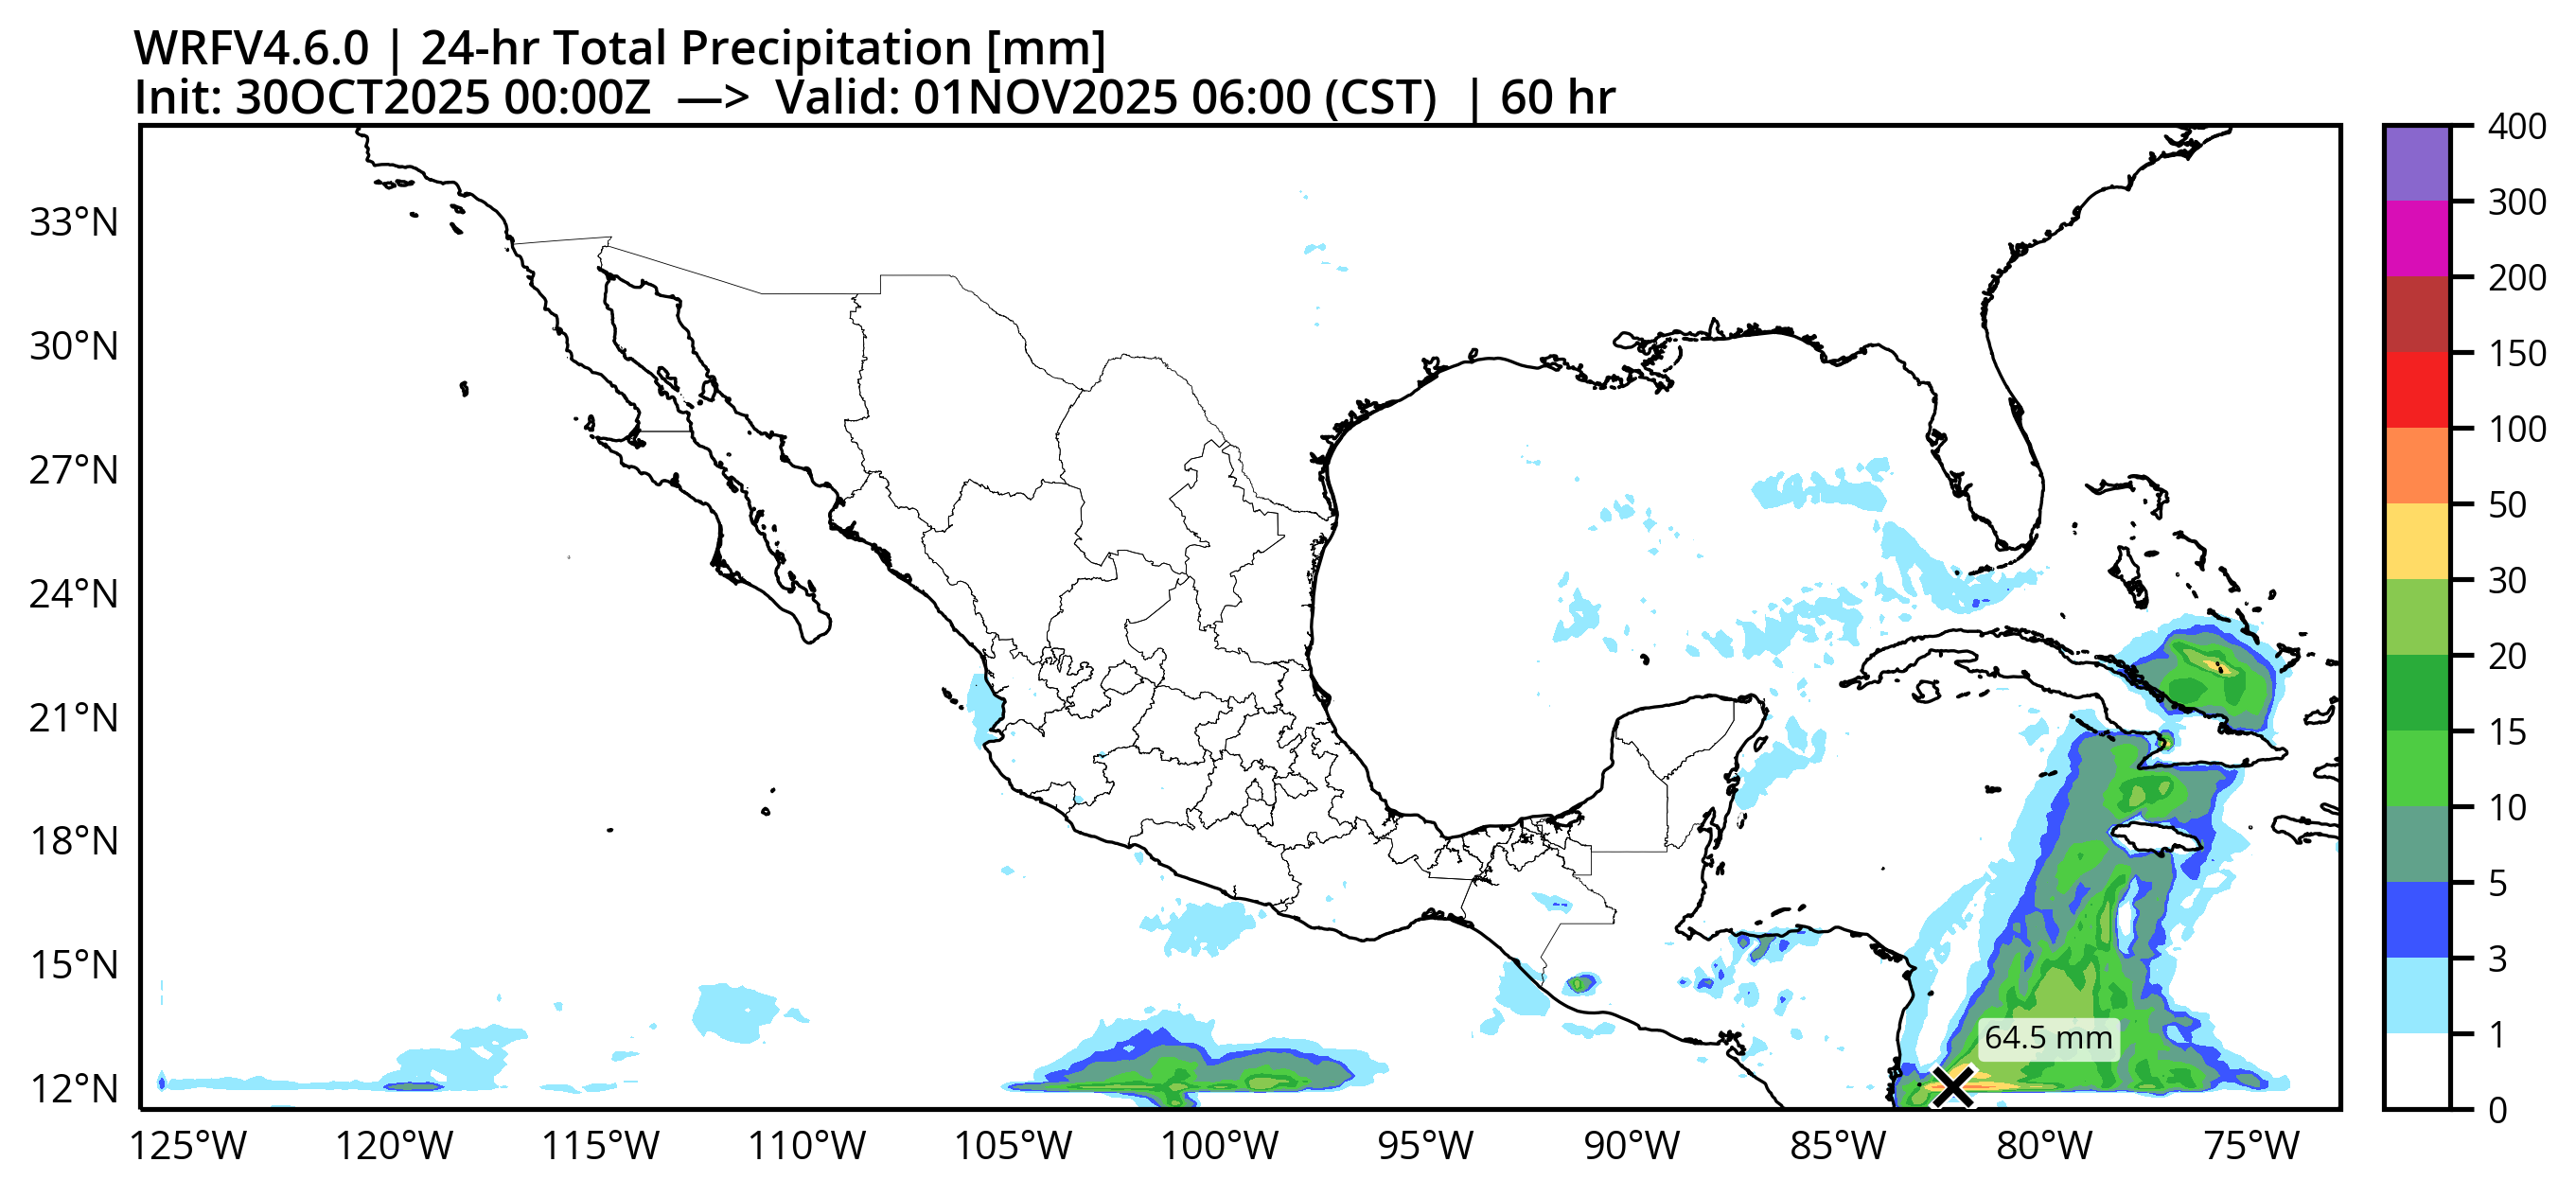 WRFV4.6.0 | 24-hr Total Precipitation [mm]
Init: 30OCT2025 00:00Z —> Valid: 01NOV2025 06:00 (CST) | 60 hr
33°N
30°N
27°N
24°N
21°N
18°N
15°N
12°N
125°W
120°W
115°W
110°W
105°W
100°W
95°W
90°W
85°W
80°W
75°W
64.5 mm
400
300
200
150
100
50
30
20
15
10
5
3
1
0